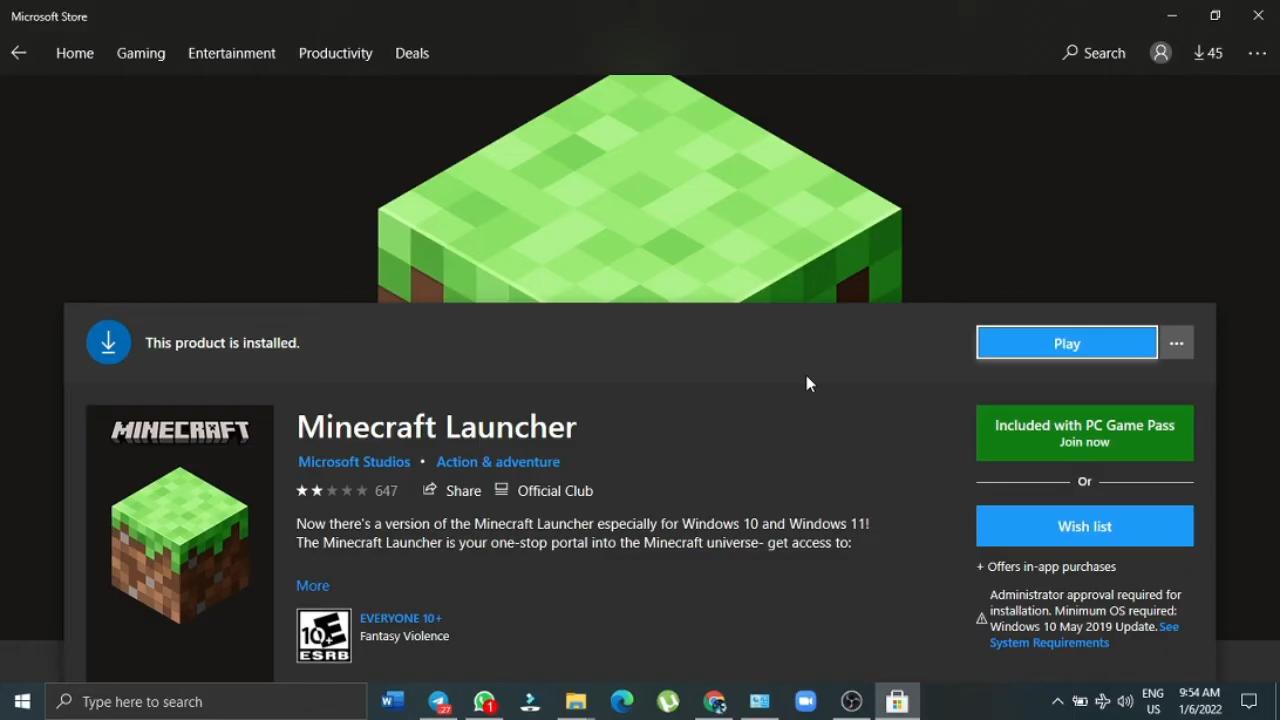 Microsoft Store
Home Gaming Entertainment Productivity Deals Search 45
This product is installed.
Play
MINECRAFT
Minecraft Launcher
Microsoft Studios • Action & adventure
647 Share Official Club
Now there's a version of the Minecraft Launcher especially for Windows 10 and Windows 11!
The Minecraft Launcher is your one-stop portal into the Minecraft universe- get access to:
More
10+
ESRB
EVERYONE 10+
Fantasy Violence
Included with PC Game Pass
Join now
Or
Wish list
+ Offers in-app purchases
Administrator approval required for
installation. Minimum OS required:
Windows 10 May 2019 Update. See
System Requirements
Type here to search
27
1
ENG
US
9:54 AM
1/6/2022